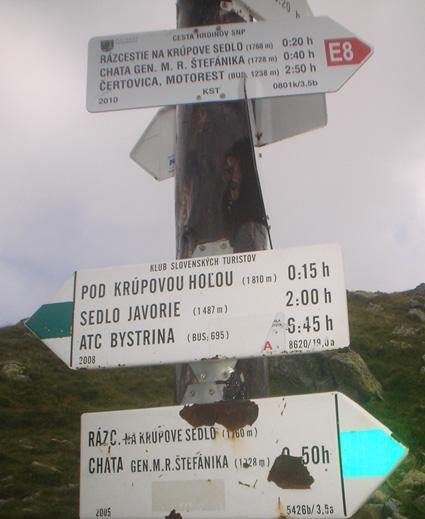 CESTA HRDINOV SNP
RÁZCESTIE NA KRÚPOVE SEDLO (1760 m) 0:20 h
CHATA GEN. M. R. ŠTEFÁNIKA (1728 m) 0:40 h
ČERTOVICA, MOTOREST (BUS: 1238 m) 2:50 h
E8
2010 KST 0801k/3,5b
KLUB SLOVENSKÝCH TURISTOV
POD KRÚPOVOU HOĽOU (1810 m) 0:15 h
SEDLO JAVORIE (1487 m) 2:00 h
ATC BYSTRINA (BUS; 695) 6:45 h
2008 A 8620/19,0a
RÁZC. NA KRÚPOVE SEDLO (1760 m)
CHATA GEN.M.R.ŠTEFÁNIKA (1728 m) 0,50h
2005 5426b/3,5a